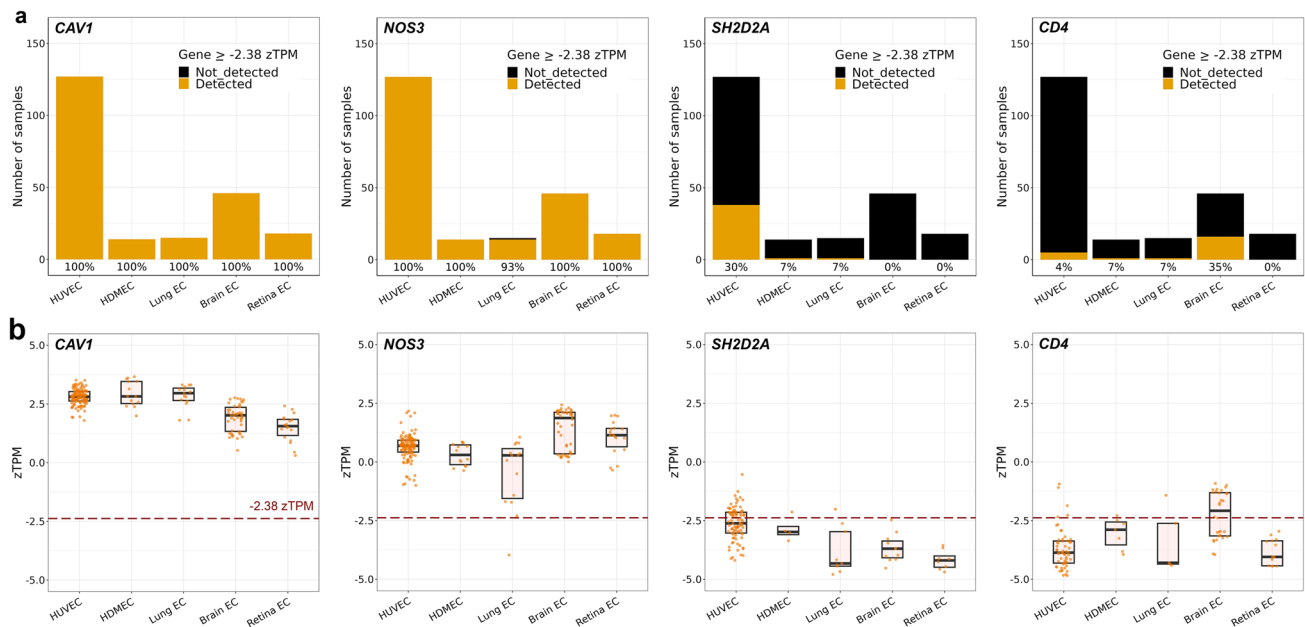 a
CAV1
Gene ≥ -2.38 zTPM
Not_detected
Detected
Number of samples
150
100
50
0
100% 100% 100% 100% 100%
HUVEC HDMEC Lung EC Brain EC Retina EC
NOS3
Gene ≥ -2.38 zTPM
Not_detected
Detected
Number of samples
150
100
50
0
100% 100% 93% 100% 100%
HUVEC HDMEC Lung EC Brain EC Retina EC
SH2D2A
Gene ≥ -2.38 zTPM
Not_detected
Detected
Number of samples
150
100
50
0
30% 7% 7% 0% 0%
HUVEC HDMEC Lung EC Brain EC Retina EC
CD4
Gene ≥ -2.38 zTPM
Not_detected
Detected
Number of samples
150
100
50
0
4% 7% 7% 35% 0%
HUVEC HDMEC Lung EC Brain EC Retina EC
b
CAV1
zTPM
5.0
2.5
0.0
-2.5
-5.0
-2.38 zTPM
HUVEC HDMEC Lung EC Brain EC Retina EC
NOS3
zTPM
5.0
2.5
0.0
-2.5
-5.0
HUVEC HDMEC Lung EC Brain EC Retina EC
SH2D2A
zTPM
5.0
2.5
0.0
-2.5
-5.0
HUVEC HDMEC Lung EC Brain EC Retina EC
CD4
zTPM
5.0
2.5
0.0
-2.5
-5.0
HUVEC HDMEC Lung EC Brain EC Retina EC